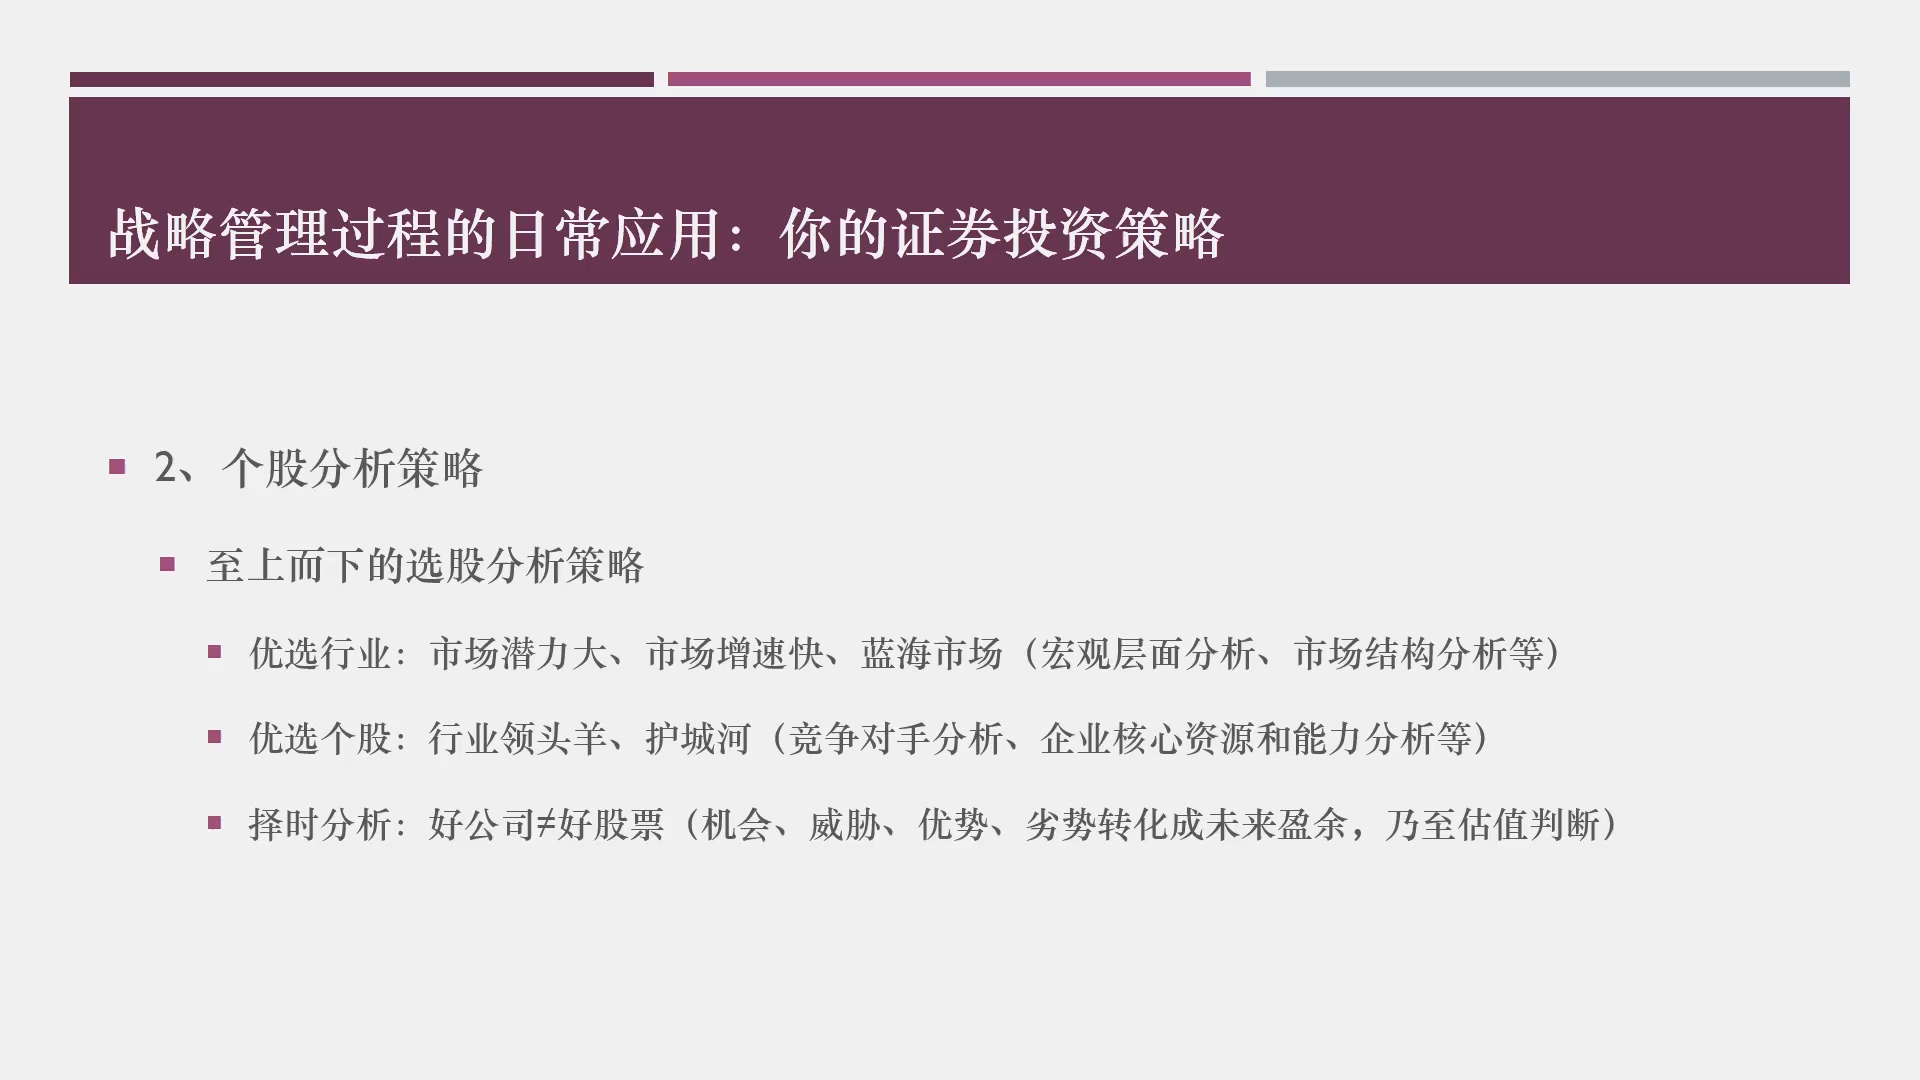 战略管理过程的日常应用：你的证券投资策略
2、个股分析策略
至上而下的选股分析策略
优选行业：市场潜力大、市场增速快、蓝海市场（宏观层面分析、市场结构分析等）
优选个股：行业领头羊、护城河（竞争对手分析、企业核心资源和能力分析等）
择时分析：好公司≠好股票（机会、威胁、优势、劣势转化成未来盈余，乃至估值判断）